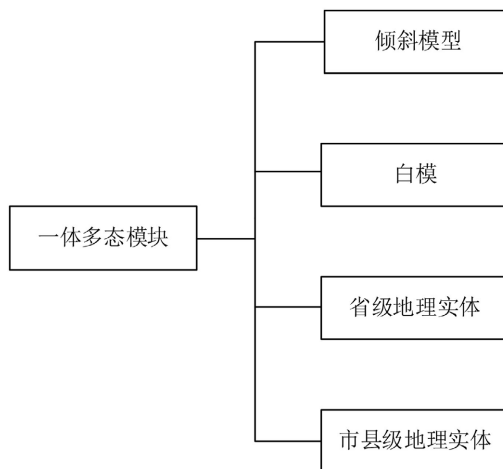 倾斜模型
白模
一体多态模块
省级地理实体
市县级地理实体